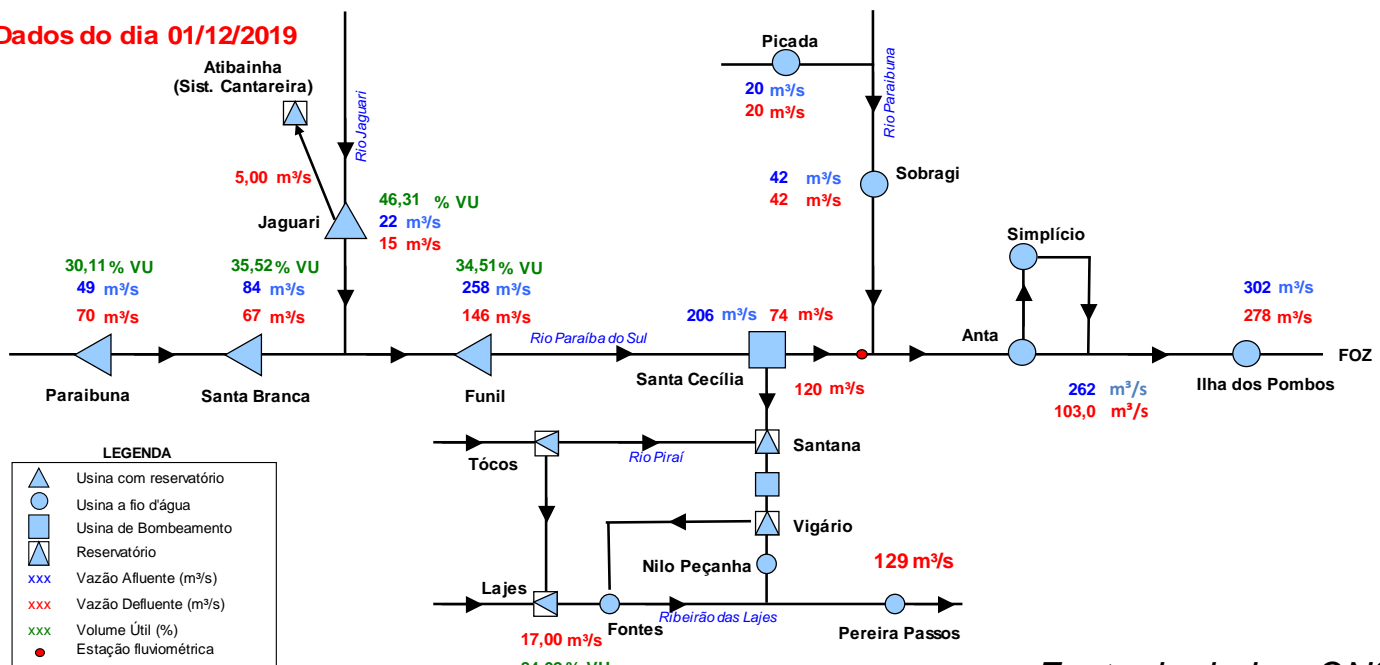 Dados do dia 01/12/2019
Atibainha
(Sist. Cantareira)
Rio Jaguari
5,00 m³/s
Jaguari
46,31 % VU
22 m³/s
15 m³/s
Picada
20 m³/s
20 m³/s
Rio Paraibuna
42 m³/s
42 m³/s
Sobragi
Simplício
30,11 % VU
49 m³/s
70 m³/s
Paraibuna
35,52 % VU
84 m³/s
67 m³/s
Santa Branca
34,51 % VU
258 m³/s
146 m³/s
Funil
Rio Paraíba do Sul
206 m³/s 74 m³/s
Santa Cecília
120 m³/s
Anta
262 m³/s
103,0 m³/s
302 m³/s
278 m³/s
Ilha dos Pombos
FOZ
Tócos
Rio Piraí
Santana
Vigário
Nilo Peçanha
129 m³/s
Lajes
17,00 m³/s
Fontes
Ribeirão das Lajes
Pereira Passos
LEGENDA
Usina com reservatório
Usina a fio d'água
Usina de Bombeamento
Reservatório
xxx Vazão Afluente (m³/s)
xxx Vazão Defluente (m³/s)
xxx Volume Útil (%)
Estação fluviométrica